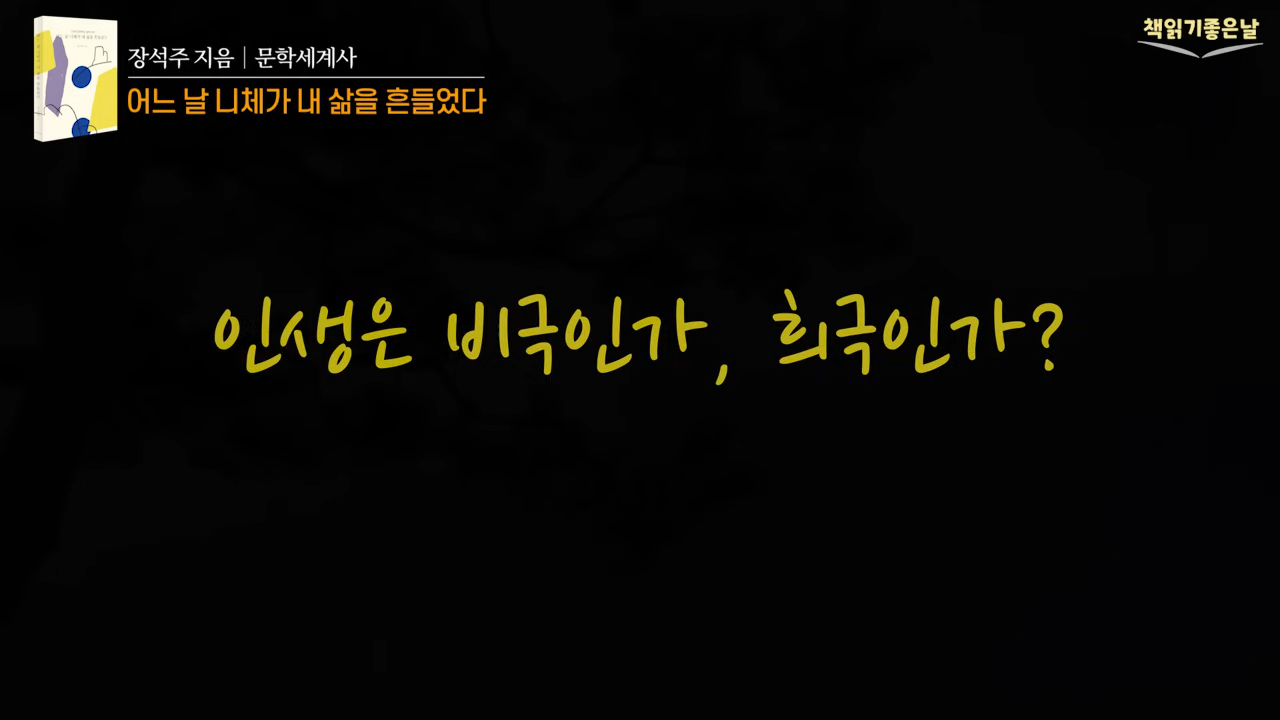 장석주 지음 | 문학세계사
어느 날 니체가 내 삶을 흔들었다
책읽기좋은날
인생은 비극인가, 희극인가?